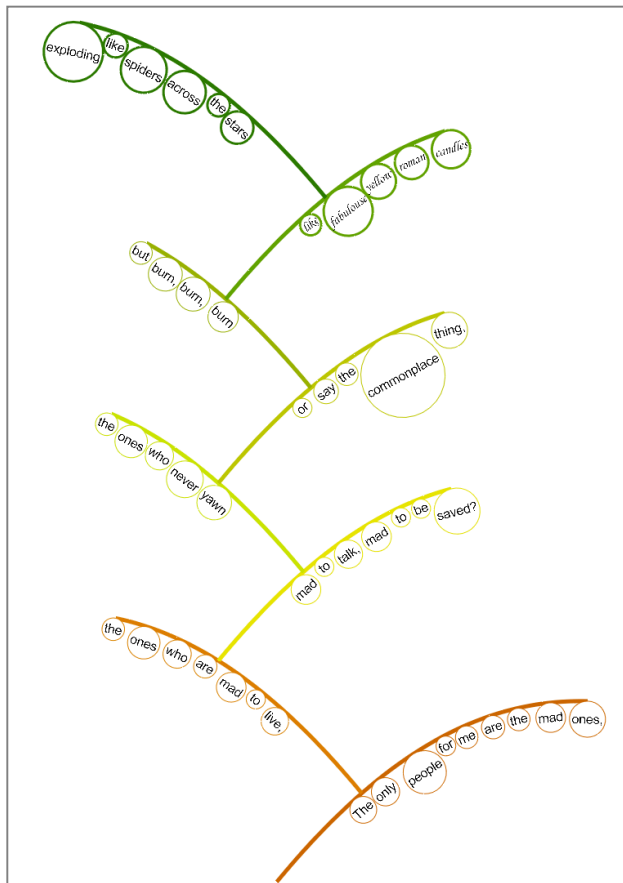 The only people for me are the mad ones,
the ones who are mad to live,
mad to talk, mad to be saved?
the ones who never yawn
or say the commonplace thing,
but burn, burn, burn
like fabulouse yellow roman candles
exploding like spiders across the stars